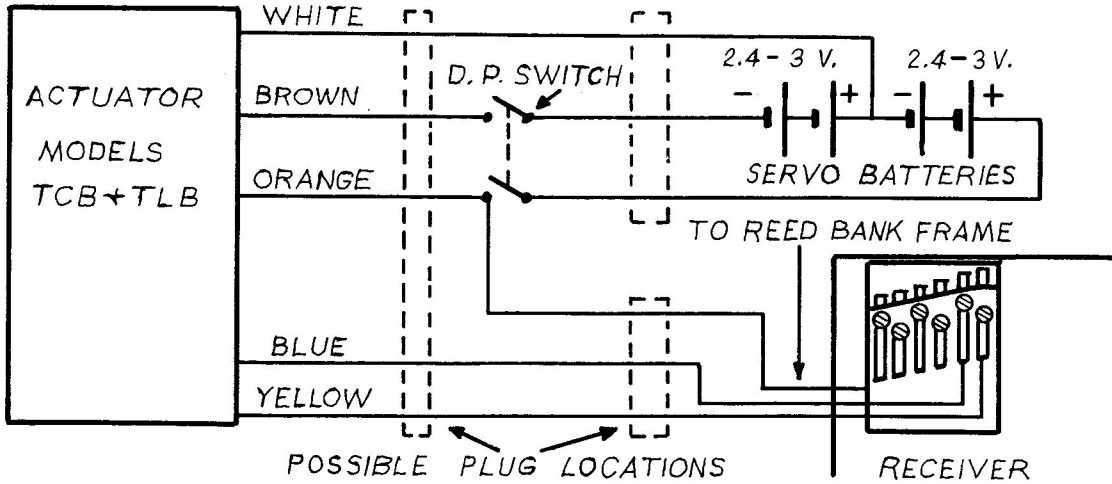 WHITE
ACTUATOR
MODELS
TCB+TLB
BROWN
D.P. SWITCH
2.4-3 V.
2.4-3V.
- + - +
SERVO BATTERIES
ORANGE
TO REED BANK FRAME
BLUE
YELLOW
POSSIBLE PLUG LOCATIONS
RECEIVER